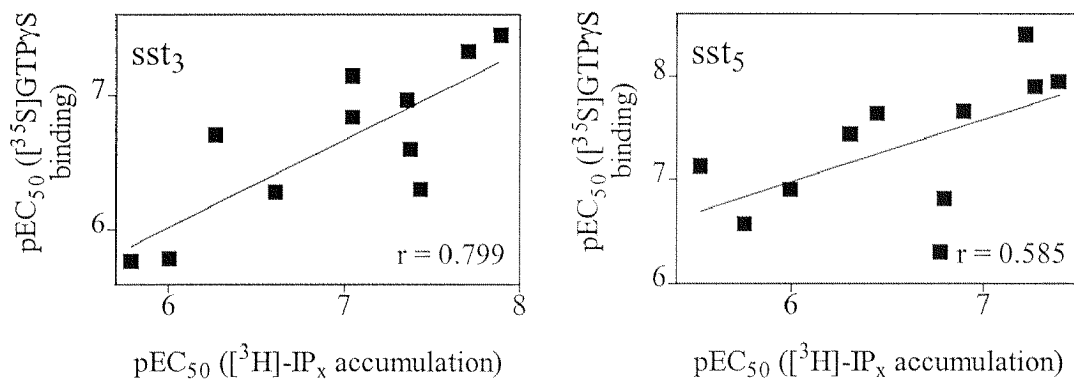 pEC50 ([35S]GTPγS
binding)
sst3
7
6
r = 0.799
6
7
8
pEC50 ([3H]-IPx accumulation)
pEC50 ([35S]GTPγS
binding)
sst5
8
7
6
r = 0.585
6
7
pEC50 ([3H]-IPx accumulation)